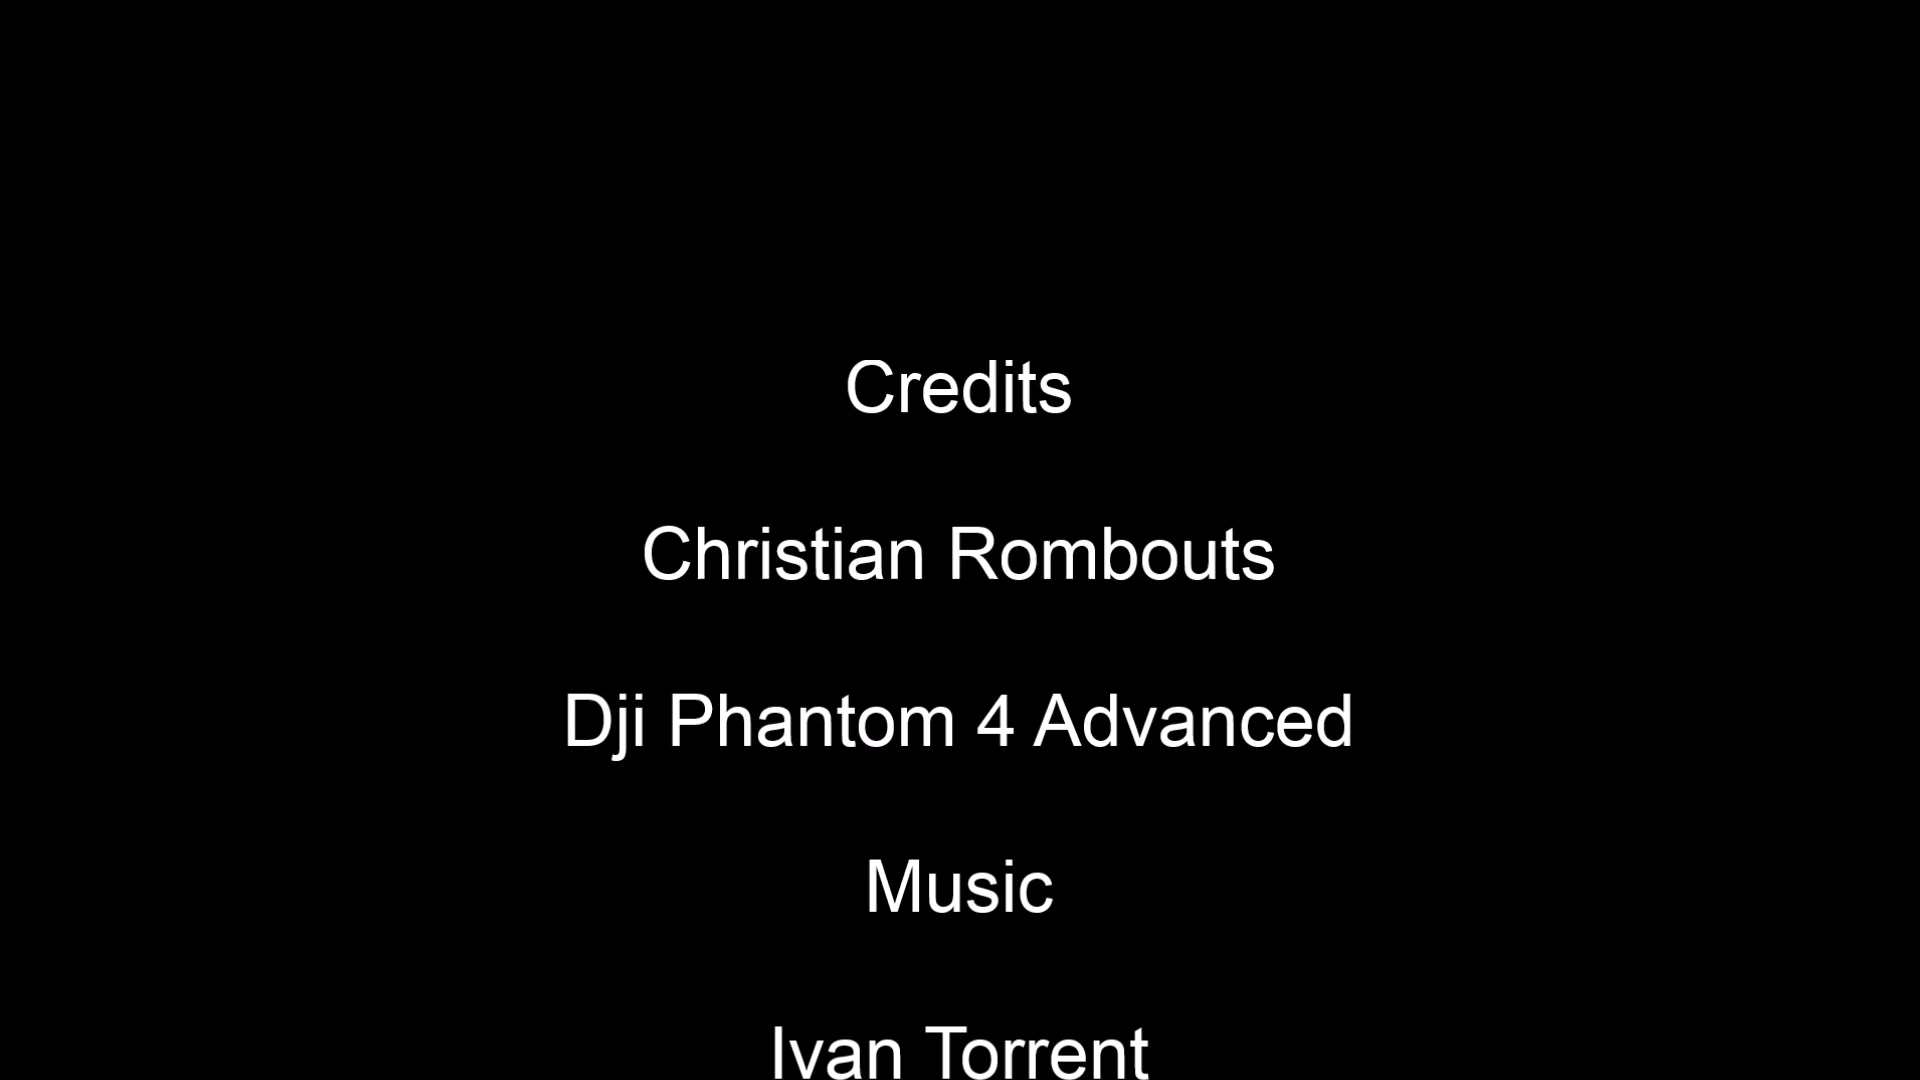 Credits
Christian Rombouts
Dji Phantom 4 Advanced
Music
Ivan Torrent